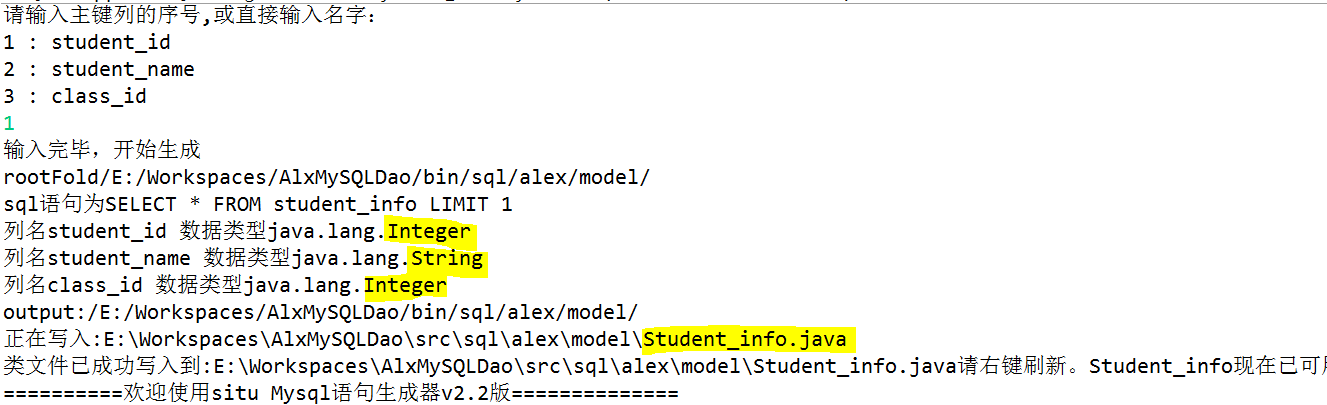 请输入主键列的序号,或直接输入名字:
1 : student_id
2 : student_name
3 : class_id
1
输入完毕，开始生成
rootFold/E:/Workspaces/AlxMySQLDao/bin/sql/alex/model/
sql语句为SELECT * FROM student_info LIMIT 1
列名student_id 数据类型java.lang.Integer
列名student_name 数据类型java.lang.String
列名class_id 数据类型java.lang.Integer
output:/E:/Workspaces/AlxMySQLDao/bin/sql/alex/model/
正在写入:E:\Workspaces\AlxMySQLDao\src\sql\alex\model\Student_info.java
类文件已成功写入到:E:\Workspaces\AlxMySQLDao\src\sql\alex\model\Student_info.java请右键刷新。Student_info现在已可
==========欢迎使用situ Mysql语句生成器v2.2版==============